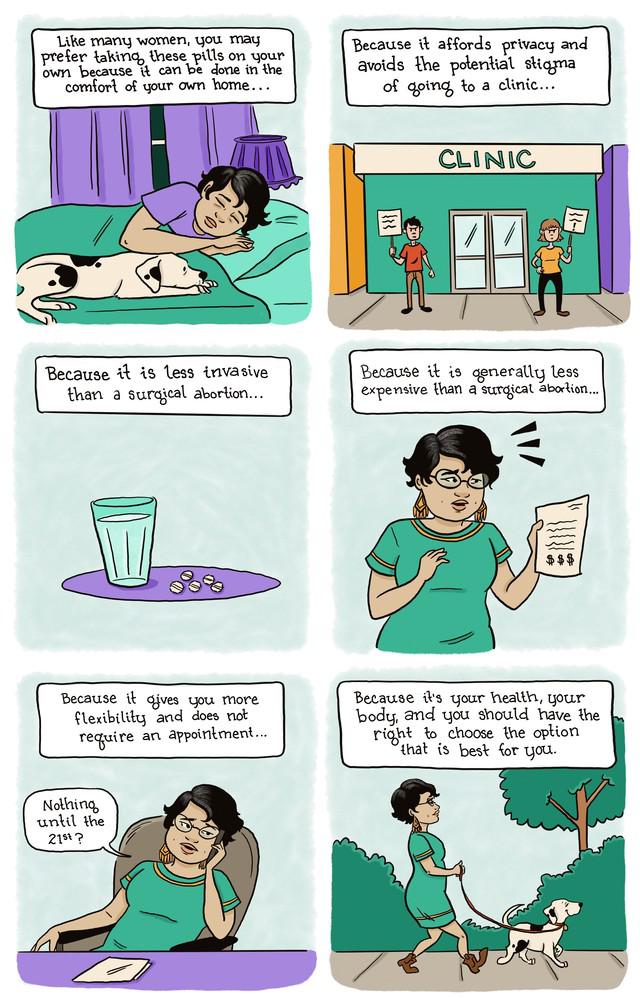 Like many women, you may
prefer taking these pills on your
own because it can be done in the
comfort of your own home...
Because it affords privacy and
avoids the potential stigma
of going to a clinic...
CLINIC
Because it is less invasive
than a surgical abortion...
Because it is generally less
expensive than a surgical abortion...
$ $ $
Because it gives you more
flexibility and does not
require an appointment...
Nothing
until the
21st?
Because it's your health, your
body, and you should have the
right to choose the option
that is best for you.